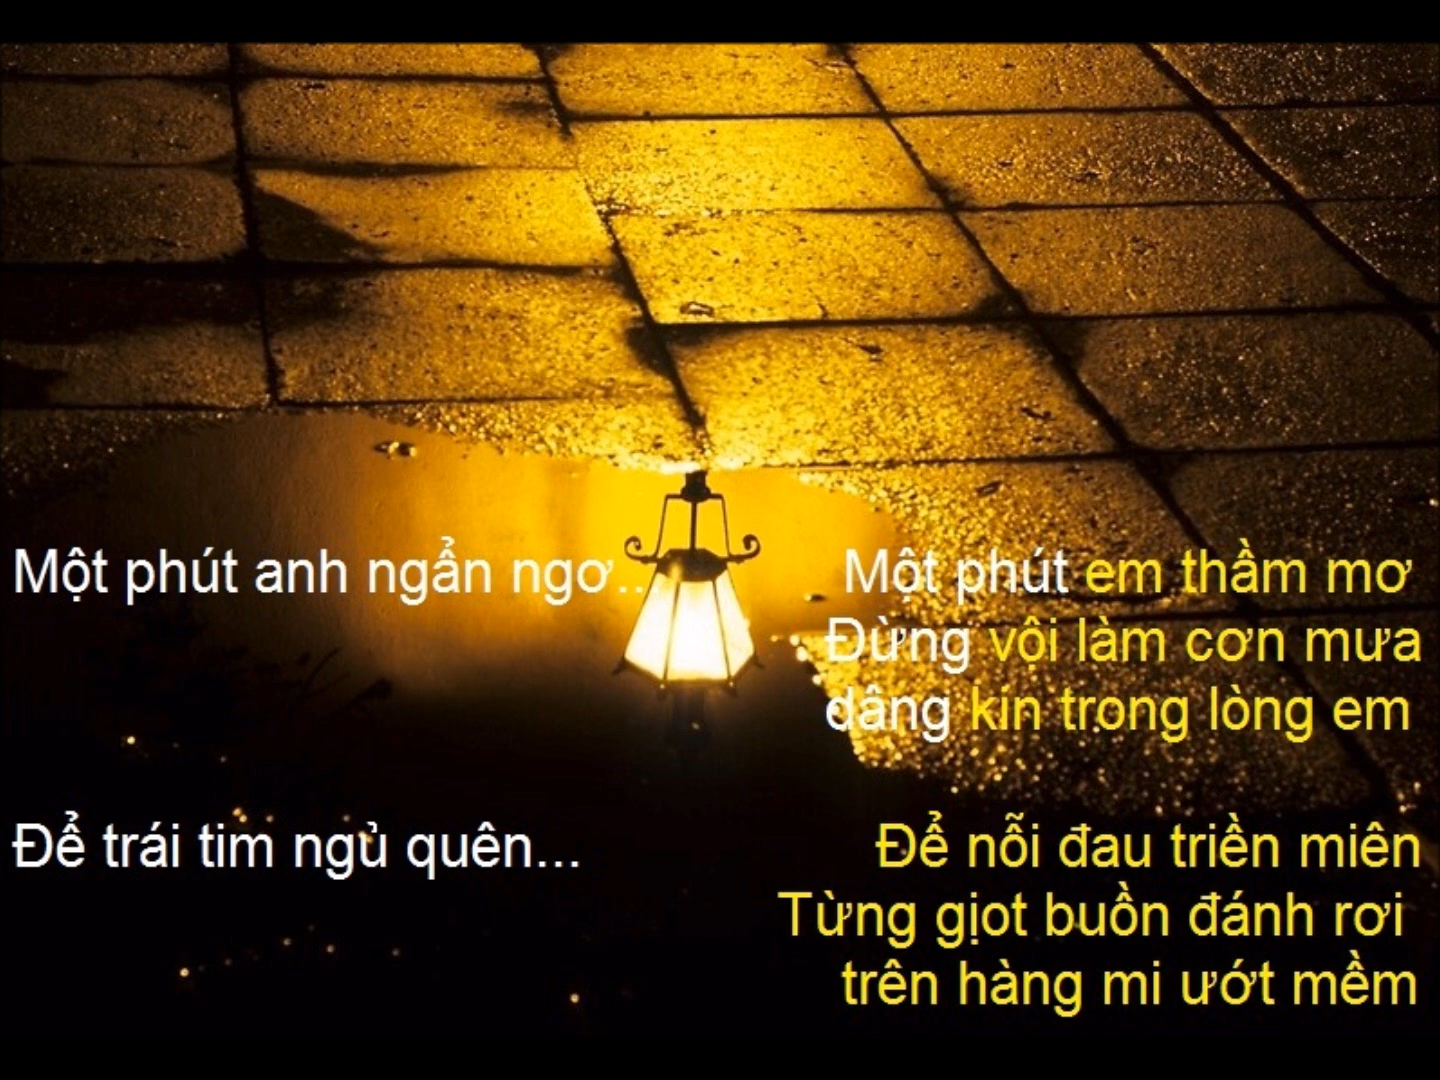 Một phút anh ngẩn ngơ..
Một phút em thầm mơ
Đừng vội làm cơn mưa
dâng kín trong lòng em
Để trái tim ngủ quên...
Để nỗi đau triền miên
Từng gịot buồn đánh rơi
trên hàng mi ướt mềm